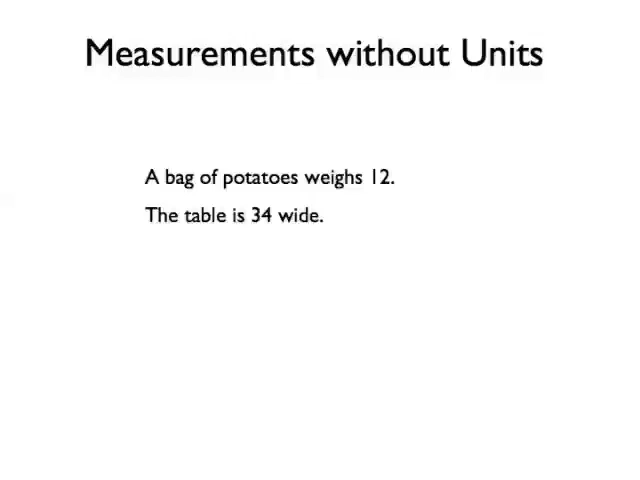 Measurements without Units
A bag of potatoes weighs 12.
The table is 34 wide.